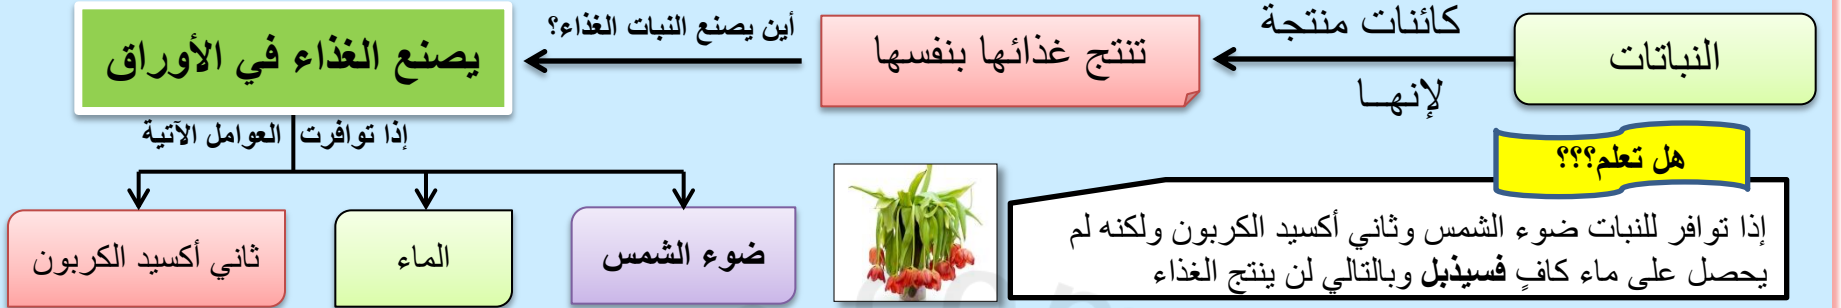 النباتات
كائنات منتجة
لإنهــا
تنتج غذائها بنفسها
أين يصنع النبات الغذاء؟
يصنع الغذاء في الأوراق
إذا توافرت العوامل الآتية
ضوء الشمس
الماء
ثاني أكسيد الكربون
هل تعلم؟؟؟
إذا توافر للنبات ضوء الشمس وثاني أكسيد الكربون ولكنه لم
يحصل على ماء كافٍ فسيذبل وبالتالي لن ينتج الغذاء